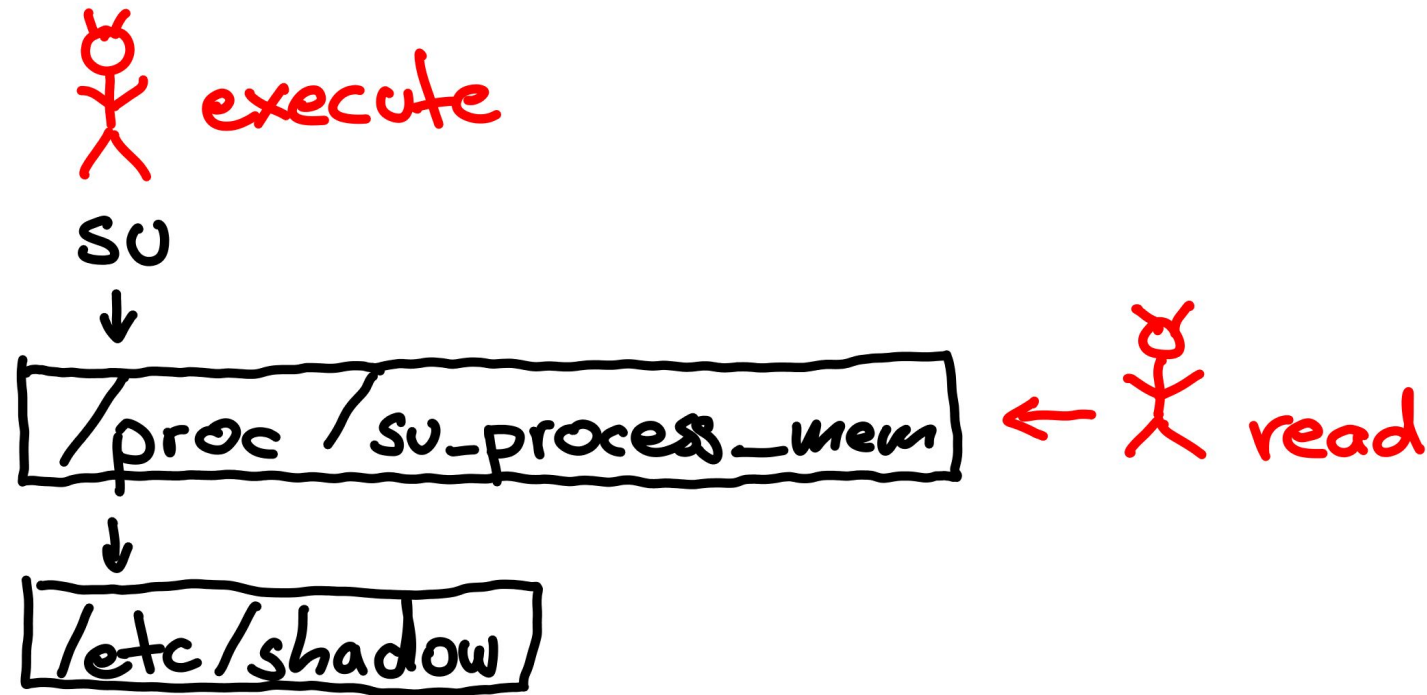 execute
su
/proc/su_process_mem
read
/etc/shadow